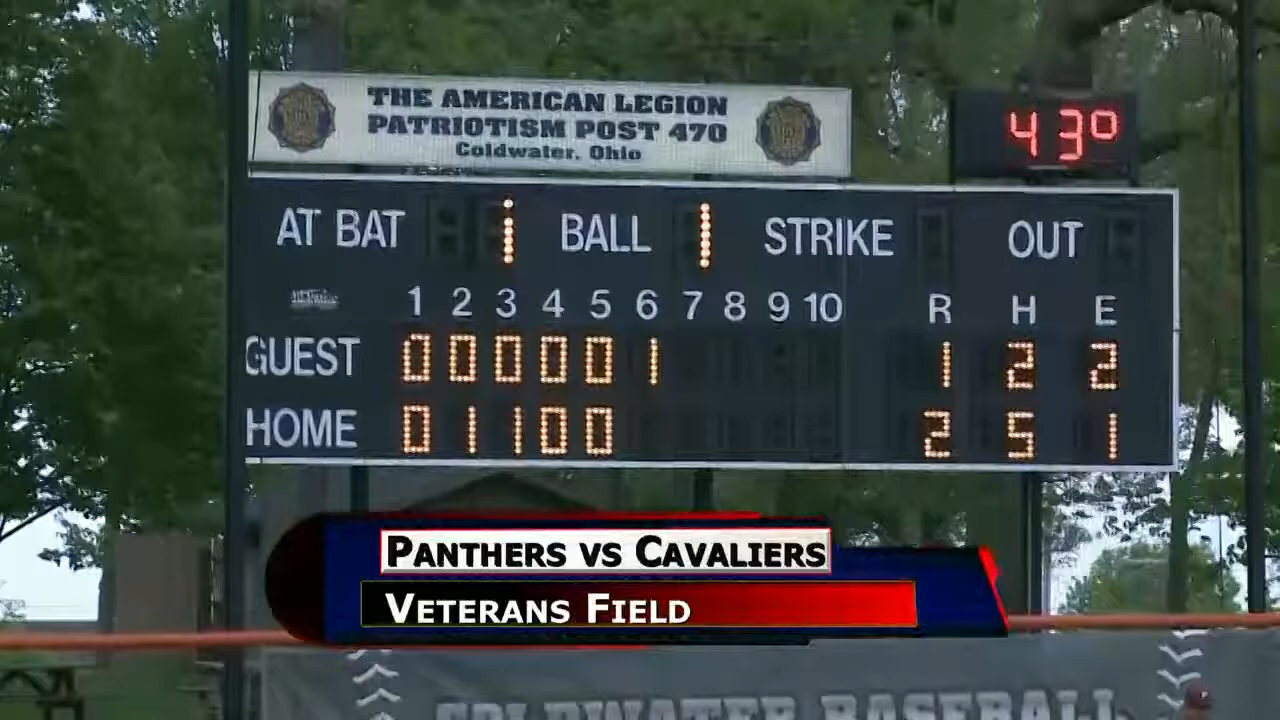 THE AMERICAN LEGION
PATRIOTISM POST 470
Coldwater, Ohio
43°
AT BAT 1 BALL 1 STRIKE OUT
1 2 3 4 5 6 7 8 9 10 R H E
GUEST 0 0 0 0 0 1 1 2 2
HOME 0 1 1 0 0 2 5 1
PANTHERS VS CAVALIERS
VETERANS FIELD
COLDWATER BASEBALL